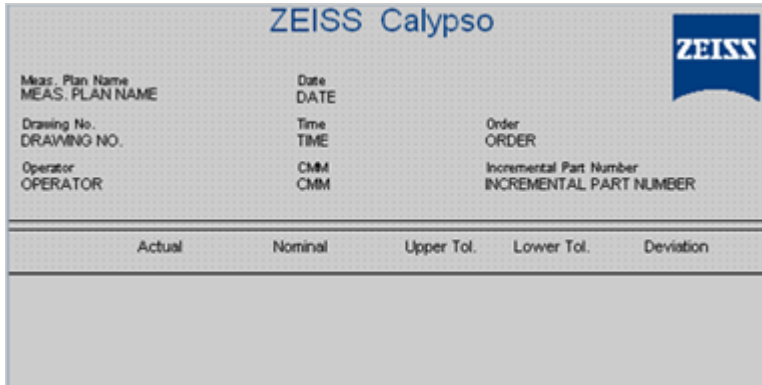 ZEISS Calypso
ZEISS
Meas. Plan Name Date
MEAS. PLAN NAME DATE
Drawing No. Time Order
DRAWING NO. TIME ORDER
Operator CMM Incremental Part Number
OPERATOR CMM INCREMENTAL PART NUMBER
Actual Nominal Upper Tol. Lower Tol. Deviation